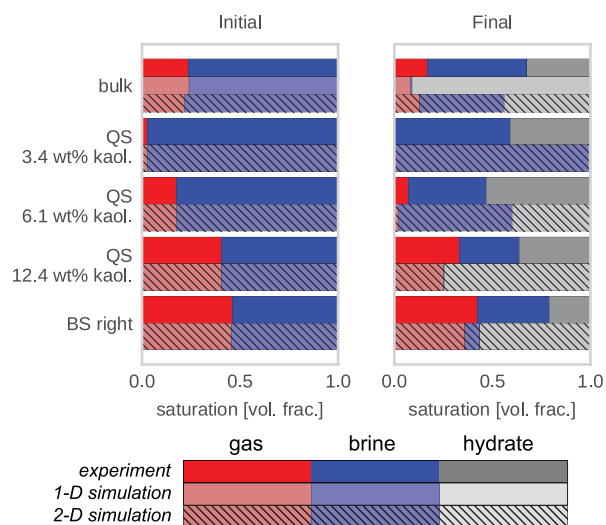 Initial
Final
bulk
QS
3.4 wt% kaol.
QS
6.1 wt% kaol.
QS
12.4 wt% kaol.
BS right
0.0 0.5 1.0
0.0 0.5 1.0
saturation [vol. frac.]
saturation [vol. frac.]
gas brine hydrate
experiment
1-D simulation
2-D simulation